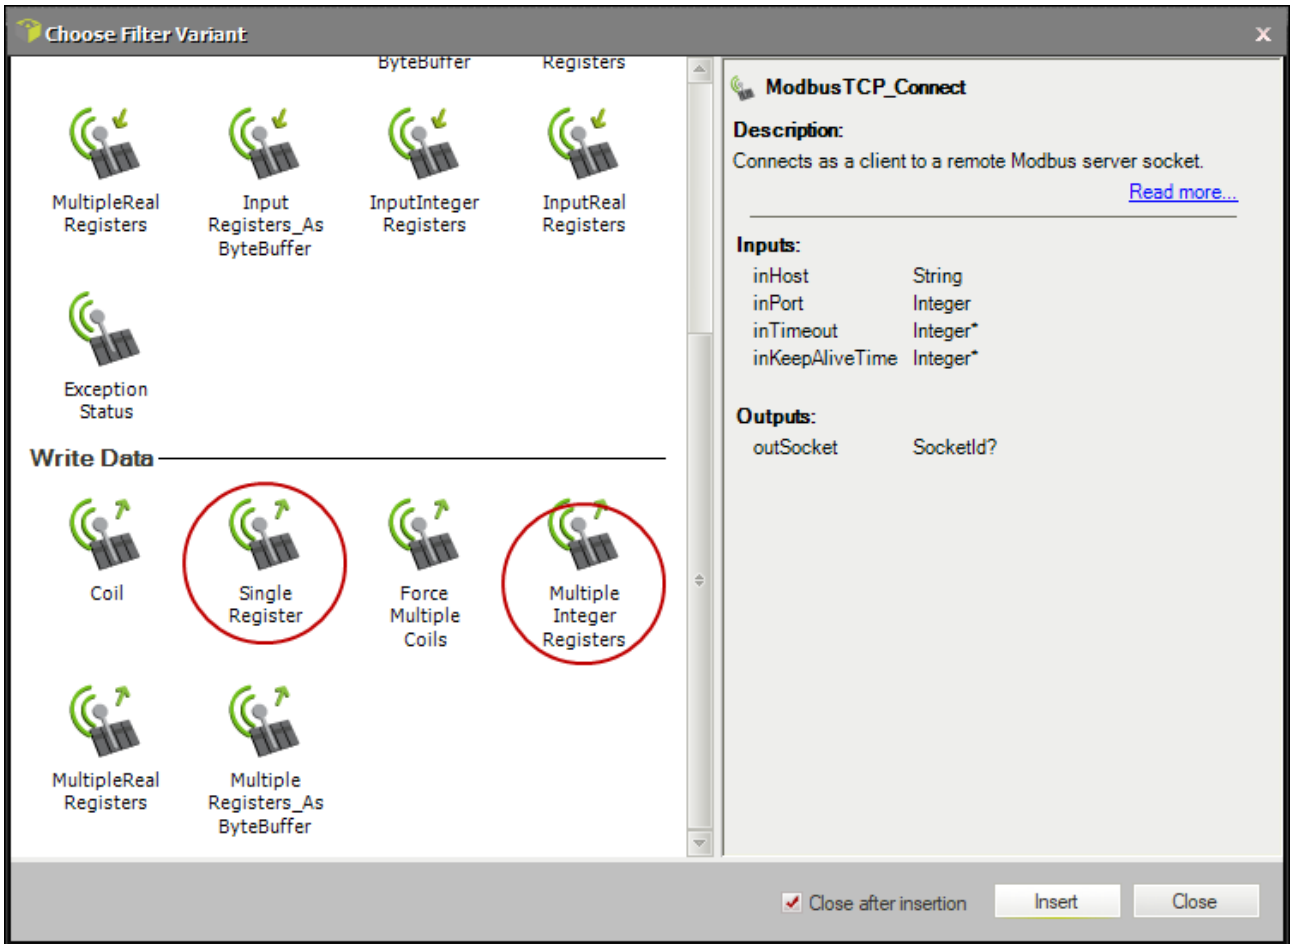 Choose Filter Variant
x
ByteBuffer
Registers
MultipleReal
Registers
Input
Registers_As
ByteBuffer
InputInteger
Registers
InputReal
Registers
Exception
Status
Write Data
Coil
Single
Register
Force
Multiple
Coils
Multiple
Integer
Registers
MultipleReal
Registers
Multiple
Registers_As
ByteBuffer
ModbusTCP_Connect
Description:
Connects as a client to a remote Modbus server socket.
Read more...
Inputs:
inHost String
inPort Integer
inTimeout Integer*
inKeepAliveTime Integer*
Outputs:
outSocket SocketId?
Close after insertion
Insert
Close